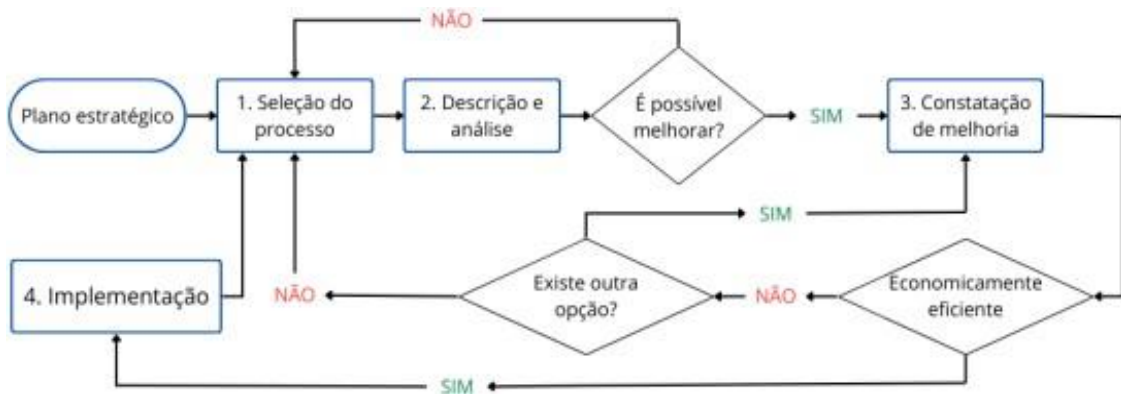 NÃO
Plano estratégico
1. Seleção do
processo
2. Descrição e
análise
É possível
melhorar?
SIM
3. Constatação
de melhoria
SIM
4. Implementação
NÃO
Existe outra
opção?
NÃO
Economicamente
eficiente
SIM